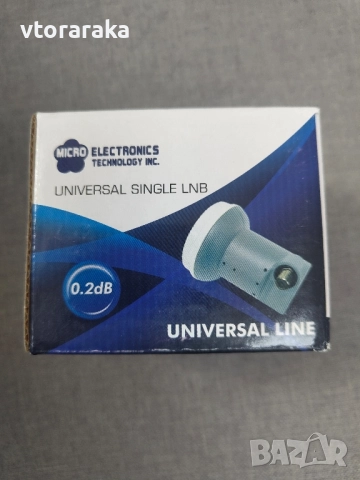 vtoraraka
MICRO ELECTRONICS
TECHNOLOGY INC.
UNIVERSAL SINGLE LNB
0.2dB
UNIVERSAL LINE
BAZAR